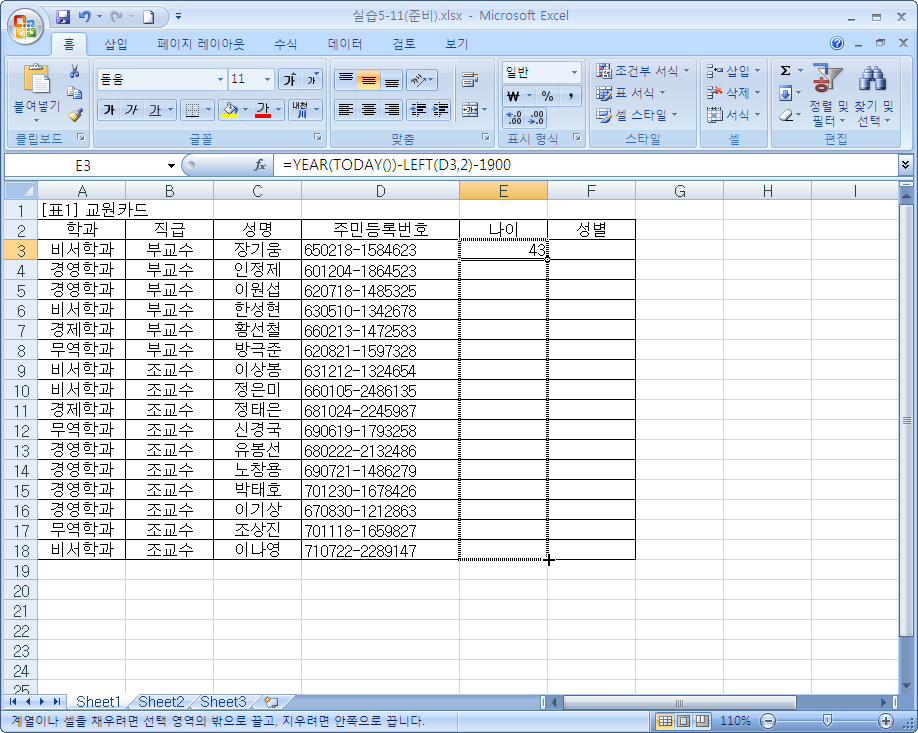 실습5-11(준비).xlsx - Microsoft Excel
홈 삽입 페이지 레이아웃 수식 데이터 검토 보기
붙여넣기
클립보드
돋움 11
가 가 가 가 가
가 내천
글꼴
맞춤
일반
₩ % ,
표시 형식
조건부 서식
표 서식
셀 스타일
스타일
삽입
삭제
서식
셀
Σ
정렬 및 필터
찾기 및 선택
편집
E3 fx =YEAR(TODAY())-LEFT(D3,2)-1900
A B C D E F G H I
1 [표1] 교원카드
2 학과 직급 성명 주민등록번호 나이 성별
3 비서학과 부교수 장기웅 650218-1584623 43
4 경영학과 부교수 인정제 601204-1864523
5 경영학과 부교수 이원섭 620718-1485325
6 비서학과 부교수 한성현 630510-1342678
7 경제학과 부교수 황선철 660213-1472583
8 무역학과 부교수 방극준 620821-1597328
9 비서학과 조교수 이상봉 631212-1324654
10 비서학과 조교수 정은미 660105-2486135
11 경제학과 조교수 정태은 681024-2245987
12 무역학과 조교수 신경국 690619-1793258
13 경영학과 조교수 유봉선 680222-2132486
14 경영학과 조교수 노창용 690721-1486279
15 경영학과 조교수 박태호 701230-1678426
16 경영학과 조교수 이기상 670830-1212863
17 무역학과 조교수 조상진 701118-1659827
18 비서학과 조교수 이나영 710722-2289147
19
20
21
22
23
24
25
Sheet1 Sheet2 Sheet3
계열이나 셀을 채우려면 선택 영역의 밖으로 끌고, 지우려면 안쪽으로 끕니다. 110%